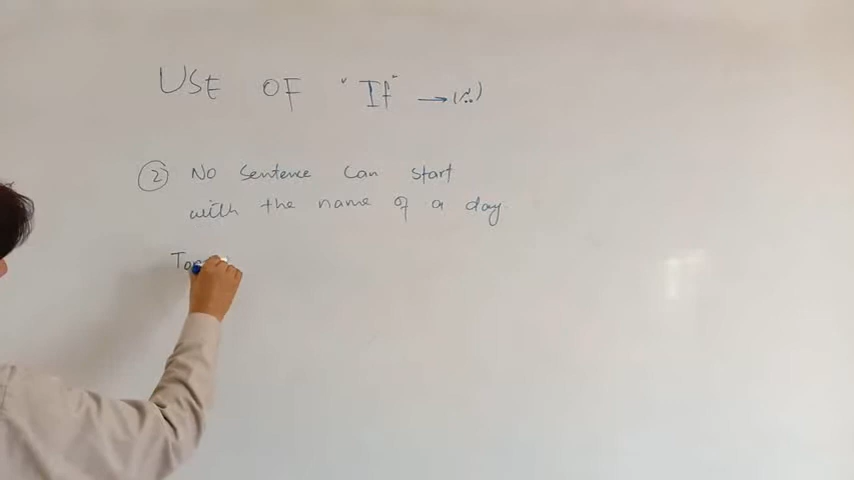 USE OF "If" →
② No Sentence Can start
with the name of a day.